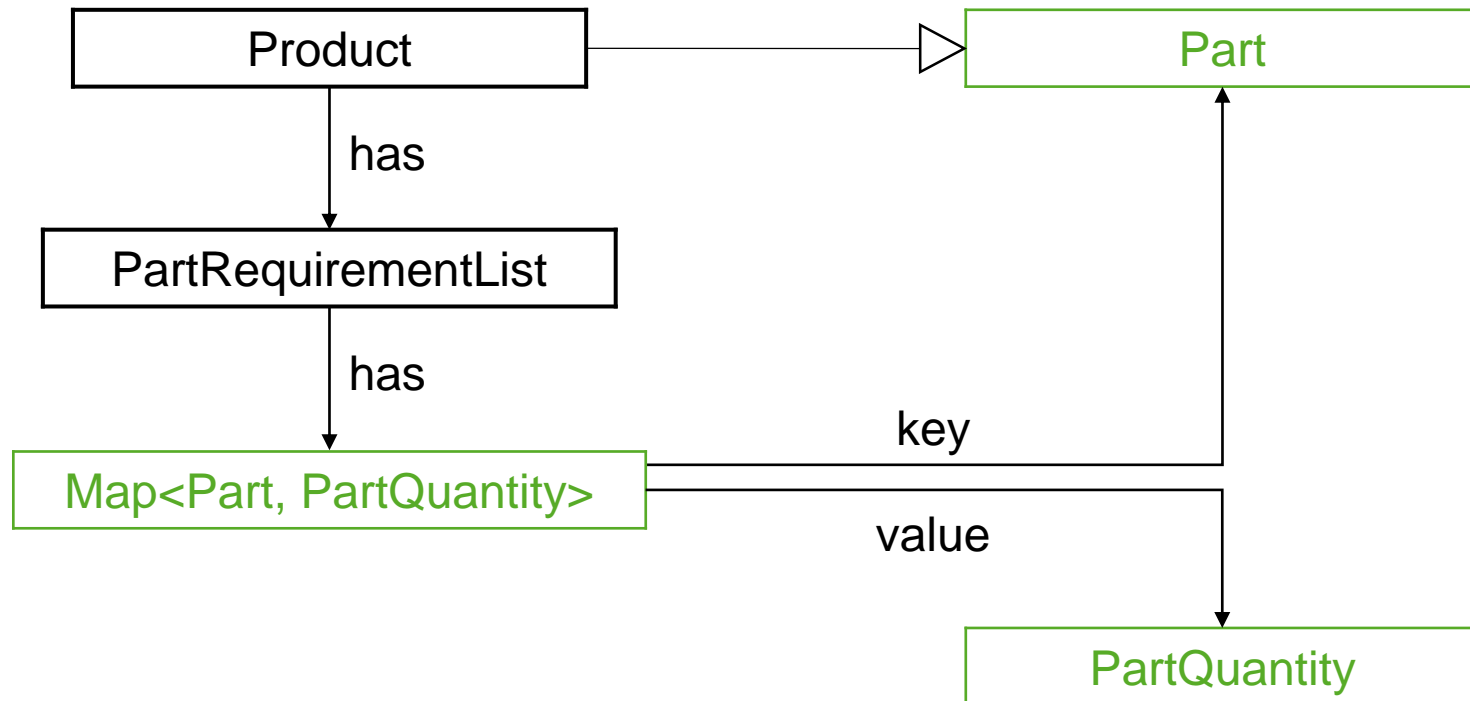 Product
Part
has
PartRequirementList
has
key
Map<Part, PartQuantity>
value
PartQuantity